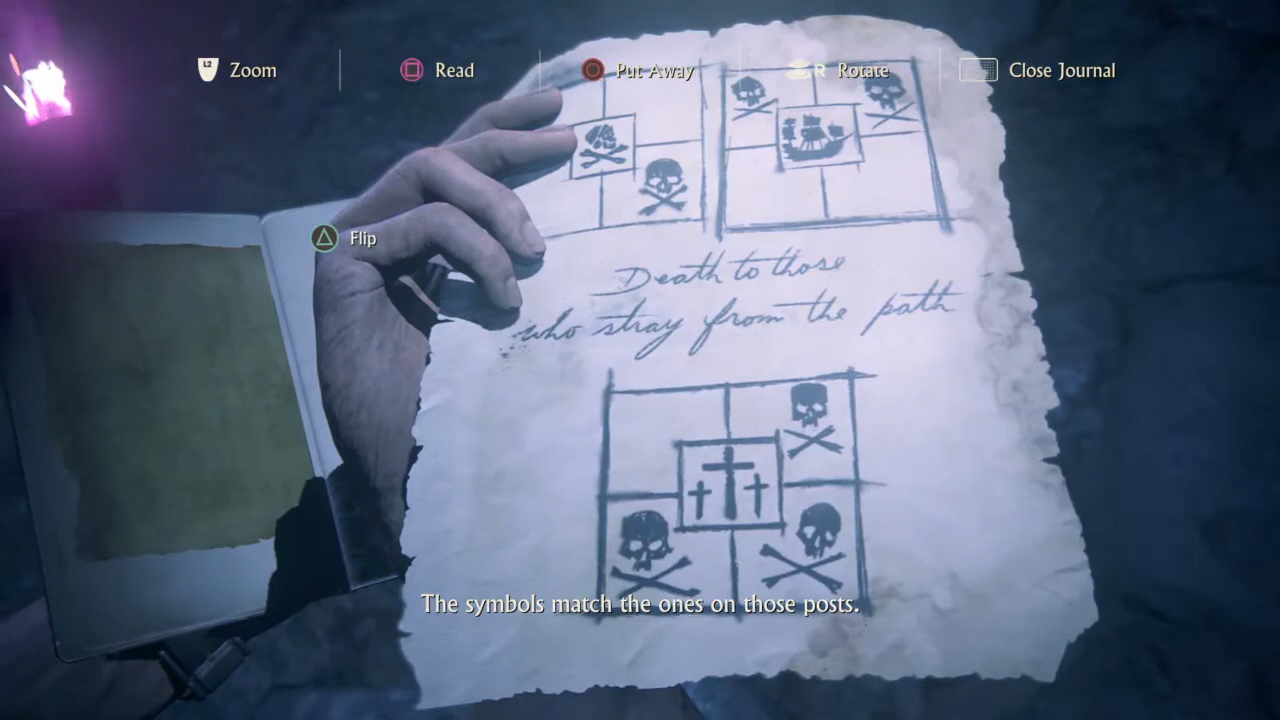 L2 Zoom
Read
Put Away
R Rotate
Close Journal
Flip
Death to those
who stray from the path
The symbols match the ones on those posts.